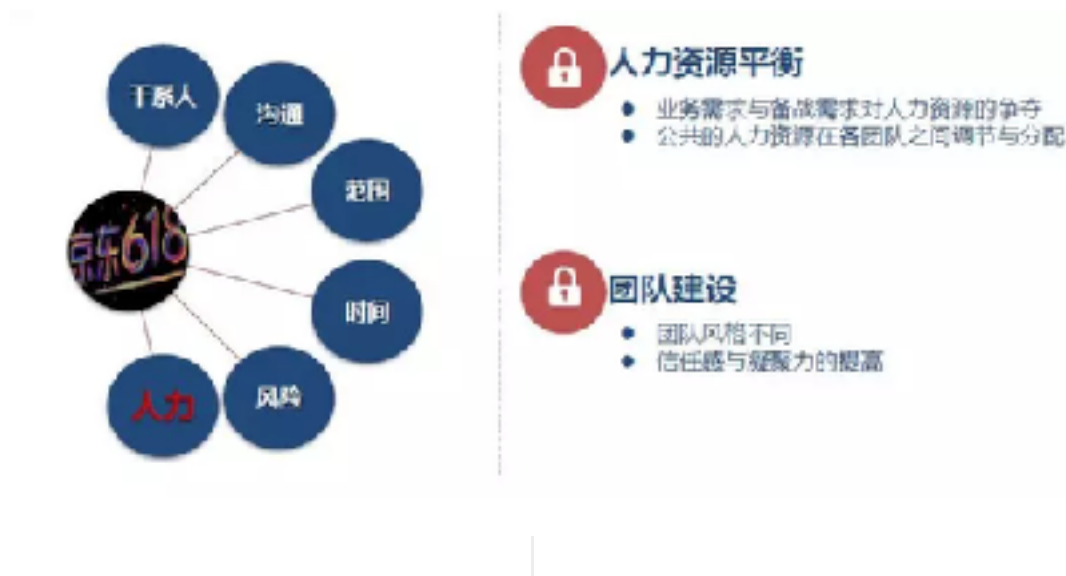 干系人
沟通
范围
京东618
时间
风险
人力
人力资源平衡
业务需求与备战需求对人力资源的争夺
公共的人力资源在各团队之间调节与分配
团队建设
团队风格不同
信任感与凝聚力的提高